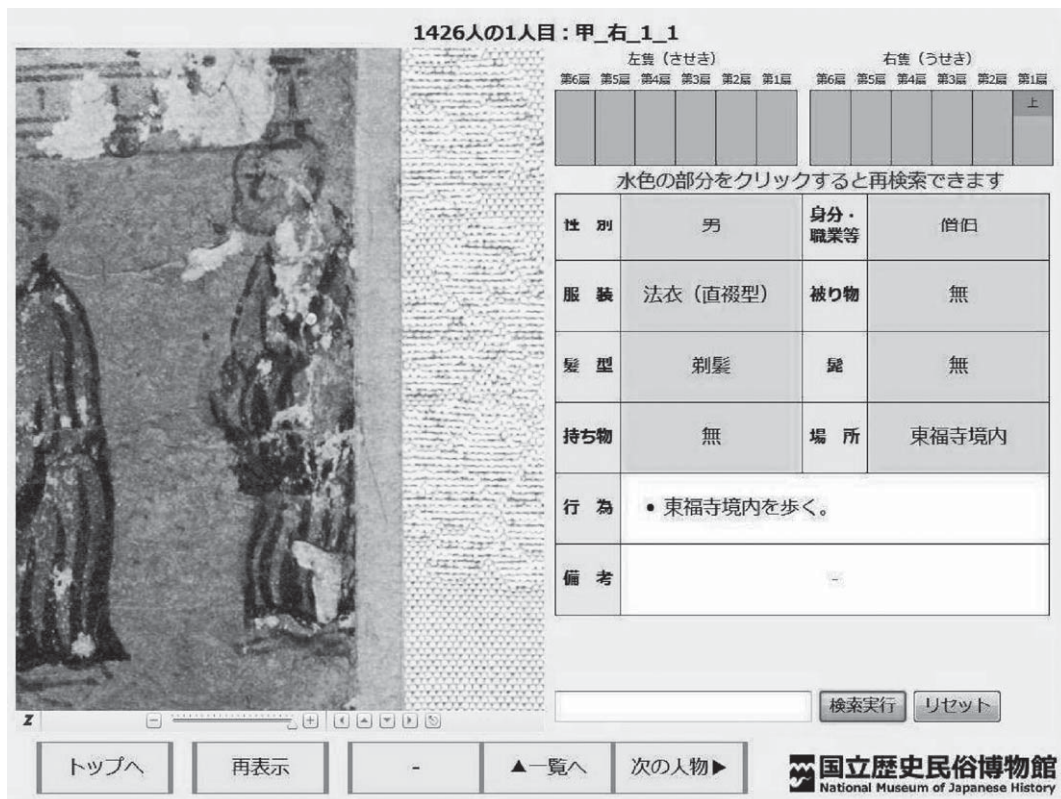 1426人の1人目：甲_右_1_1
左隻（させき） 右隻（うせき）
第6扇 第5扇 第4扇 第3扇 第2扇 第1扇 第6扇 第5扇 第4扇 第3扇 第2扇 第1扇
上
水色の部分をクリックすると再検索できます
性 別 男 身分・職業等 僧侶
服 装 法衣（直裰型） 被り物 無
髪 型 剃髪 髭 無
持ち物 無 場 所 東福寺境内
行 為 • 東福寺境内を歩く。
備 考 -
検索実行 リセット
Z
トップへ 再表示 - ▲一覧へ 次の人物▶
国立歴史民俗博物館
National Museum of Japanese History